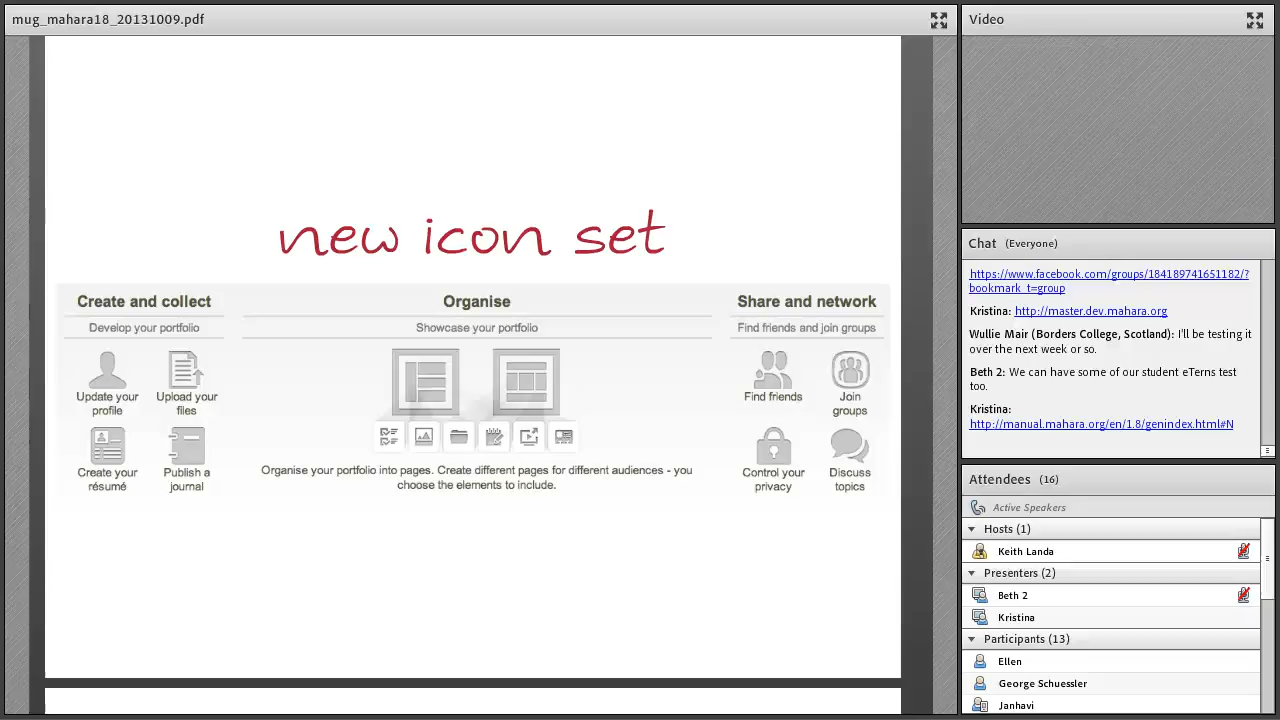 mug_mahara18_20131009.pdf
new icon set
Create and collect
Develop your portfolio
Update your
profile
Upload your
files
Create your
résumé
Publish a
journal
Organise
Showcase your portfolio
Organise your portfolio into pages. Create different pages for different audiences - you
choose the elements to include.
Share and network
Find friends and join groups
Find friends
Join
groups
Control your
privacy
Discuss
topics
Video
Chat (Everyone)
https://www.facebook.com/groups/184189741651182/?
bookmark_t=group
Kristina: http://master.dev.mahara.org
Wullie Mair (Borders College, Scotland): I'll be testing it
over the next week or so.
Beth 2: We can have some of our student eTerns test
too.
Kristina:
http://manual.mahara.org/en/1.8/genindex.html#N
Attendees (16)
Active Speakers
Hosts (1)
Keith Landa
Presenters (2)
Beth 2
Kristina
Participants (13)
Ellen
George Schuessler
Janhavi